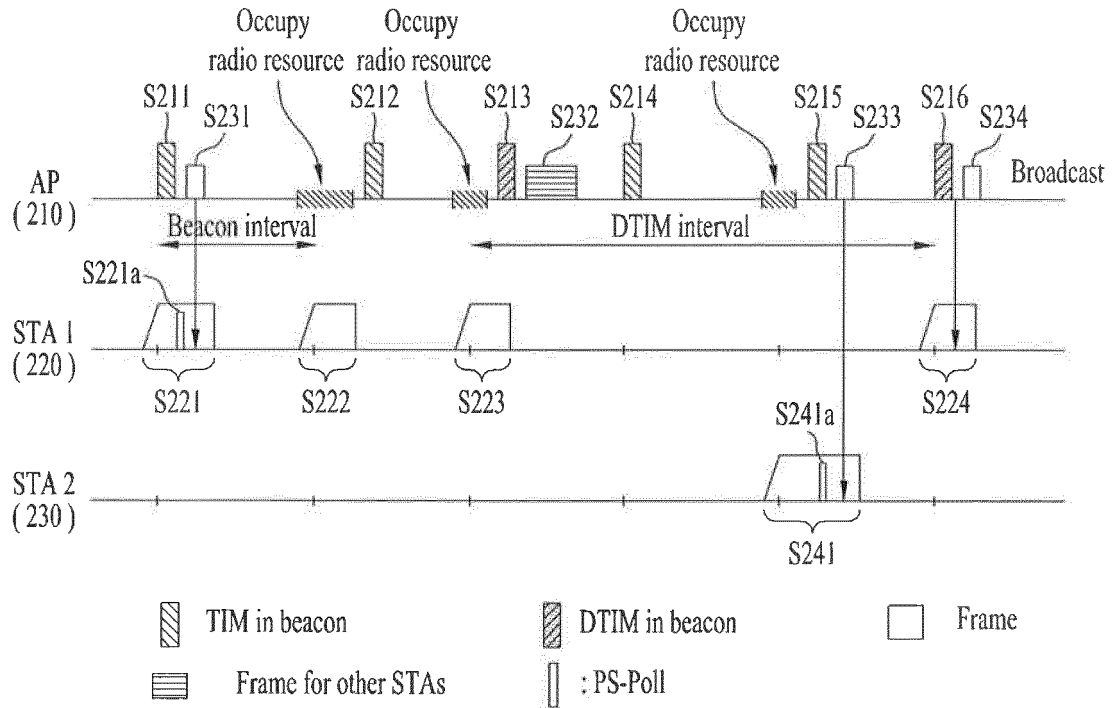 Occupy
radio resource
Occupy
radio resource
Occupy
radio resource
S211
S231
S212
S213
S232
S214
S215
S233
S216
S234
AP
( 210 )
Broadcast
Beacon interval
DTIM interval
S221a
STA 1
( 220 )
S221
S222
S223
S224
S241a
STA 2
( 230 )
S241
TIM in beacon
DTIM in beacon
Frame
Frame for other STAs
: PS-Poll